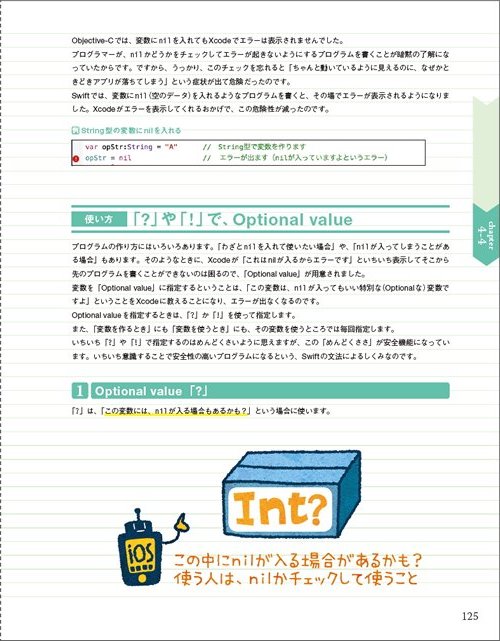 Objective-Cでは、変数にnilを入れてもXcodeでエラーは表示されませんでした。
プログラマーが、nilかどうかをチェックしてエラーが起きないようにするプログラムを書くことが暗黙の了解にな
っていたからです。ですから、うっかり、このチェックを忘れると「ちゃんと動いているように見えるのに、なぜかと
きどきアプリが落ちてしまう」という症状が出て危険だったのです。
Swiftでは、変数にnil（空のデータ）を入れるようなプログラムを書くと、その場でエラーが表示されるようになりま
した。Xcodeがエラーを表示してくれるおかげで、この危険性が減ったのです。
String型の変数にnilを入れる
var opStr:String = "A" // String型で変数を作ります
opStr = nil // エラーが出ます（nilが入っていますよというエラー）
chapter 4-4
使い方 「?」や「!」で、Optional value
プログラムの作り方にはいろいろあります。「わざとnilを入れて使いたい場合」や、「nilが入ってしまうことがあ
る場合」もあります。そのようなときに、Xcodeが「これはnilが入るからエラーです」といちいち表示してそこから
先のプログラムを書くことができないのは困るので、「Optional value」が用意されました。
変数を「Optional value」に指定するということは、「この変数は、nilが入ってもいい特別な（Optionalな）変数で
すよ」ということをXcodeに教えることになり、エラーが出なくなるのです。
Optional valueを指定するときは、「?」か「!」を使って指定します。
また、「変数を作るとき」にも「変数を使うとき」にも、その変数を使うところでは毎回指定します。
いちいち「?」や「!」で指定するのはめんどくさいように思えますが、この「めんどくささ」が安全機能になってい
ます。いちいち意識することで安全性の高いプログラムになるという、Swiftの文法によるしくみなのです。
1 Optional value「?」
「?」は、「この変数には、nilが入る場合もあるかも?」という場合に使います。
Int?
iOS
この中にnilが入る場合があるかも?
使う人は、nilかチェックして使うこと
125